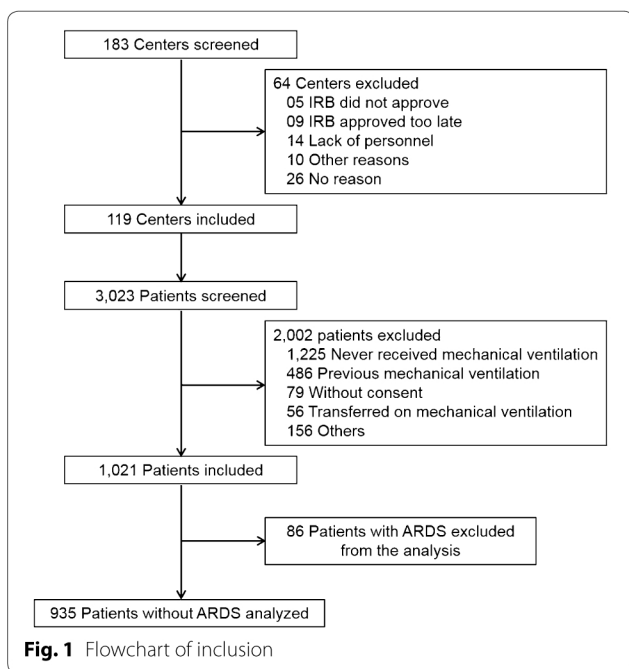 183 Centers screened
64 Centers excluded
05 IRB did not approve
09 IRB approved too late
14 Lack of personnel
10 Other reasons
26 No reason
119 Centers included
3,023 Patients screened
2,002 patients excluded
1,225 Never received mechanical ventilation
486 Previous mechanical ventilation
79 Without consent
56 Transferred on mechanical ventilation
156 Others
1,021 Patients included
86 Patients with ARDS excluded
from the analysis
935 Patients without ARDS analyzed
Fig. 1 Flowchart of inclusion